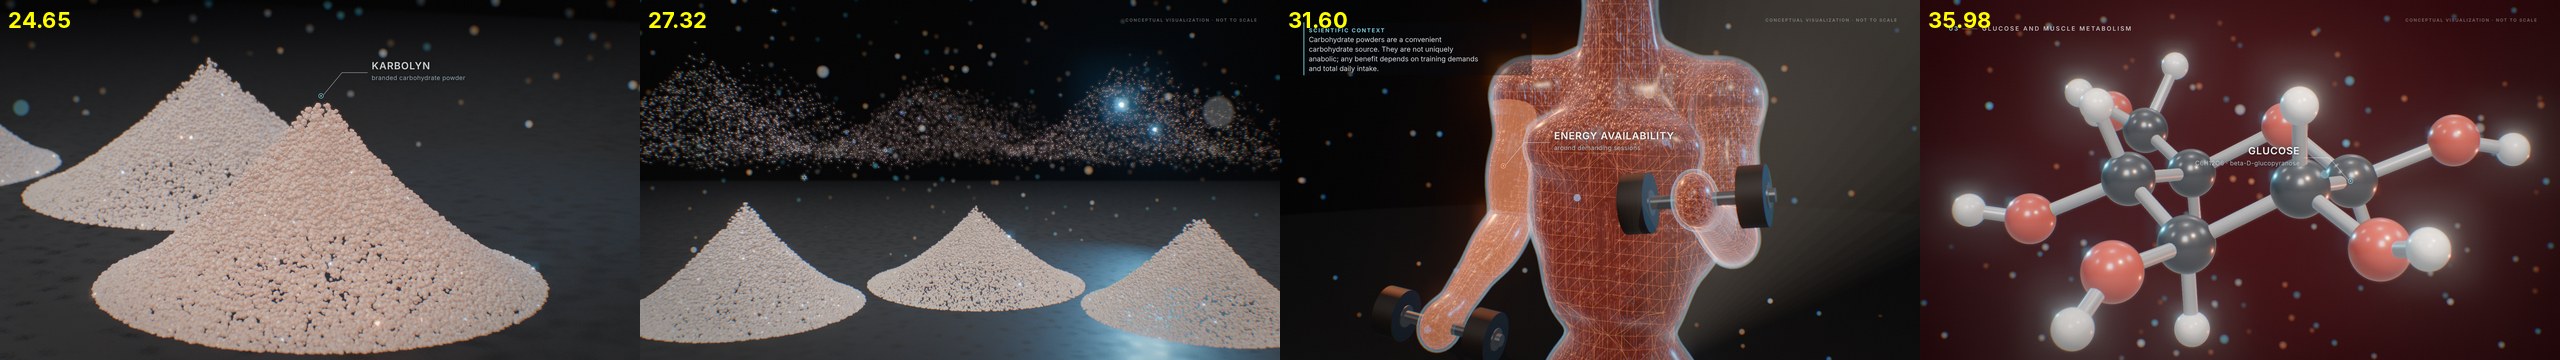 24.65
KARBOLYN
branded carbohydrate powder
27.32
CONCEPTUAL VISUALIZATION · NOT TO SCALE
31.60
CONCEPTUAL VISUALIZATION · NOT TO SCALE
SCIENTIFIC CONTEXT
Carbohydrate powders are a convenient
carbohydrate source. They are not uniquely
anabolic; any benefit depends on training demands
and total daily intake.
ENERGY AVAILABILITY
around demanding sessions
35.98
CONCEPTUAL VISUALIZATION · NOT TO SCALE
GLUCOSE AND MUSCLE METABOLISM
GLUCOSE
beta-D-glucopyranose